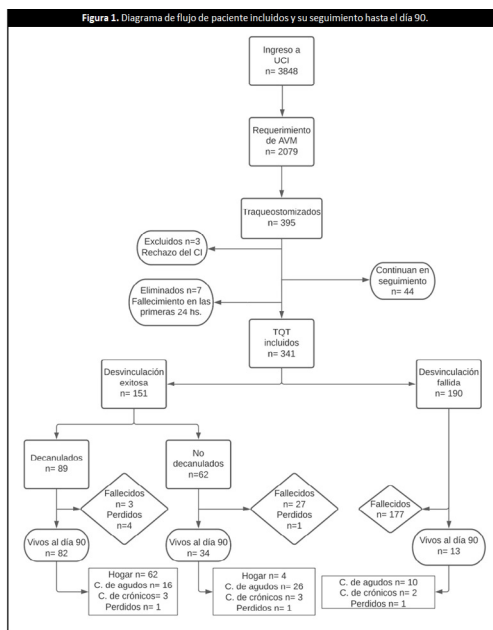 Figura 1. Diagrama de flujo de paciente incluidos y su seguimiento hasta el día 90.
Ingreso a
UCI
n= 3848
Requerimiento
de AVM
n= 2079
Traqueostomizados
n= 395
Excluidos n=3
Rechazo del CI
Continuan en
seguimiento
n= 44
Eliminados n=7
Fallecimiento en las
primeras 24 hs.
TQT
incluidos
n= 341
Desvinculación
exitosa
n= 151
Desvinculación
fallida
n= 190
Decanulados
n= 89
No
decanulados
n=62
Fallecidos
n= 3
Perdidos
n=4
Fallecidos
n= 27
Perdidos
n=1
Fallecidos
n= 177
Vivos al día 90
n= 82
Vivos al día 90
n= 34
Vivos al día 90
n= 13
Hogar n= 62
C. de agudos n= 16
C. de crónicos= 3
Perdidos n= 1
Hogar n= 4
C. de agudos n= 26
C. de crónicos n= 3
Perdidos n= 1
C. de agudos n= 10
C. de crónicos n= 2
Perdidos n= 1